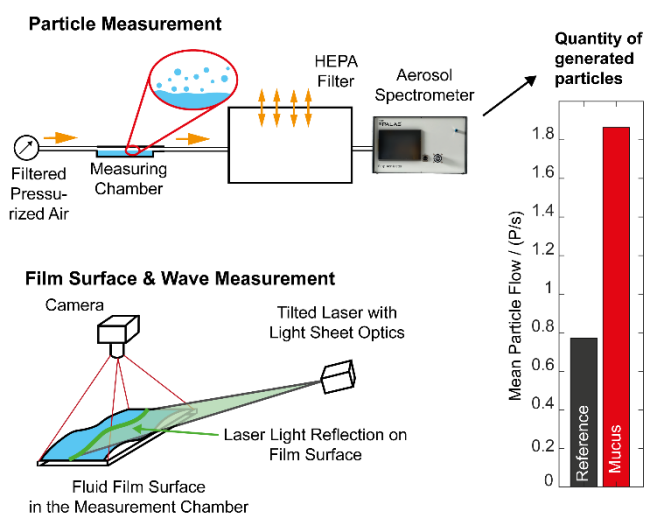 Particle Measurement
HEPA
Filter
Aerosol
Spectrometer
PALAS
Filtered
Pressu-
rized Air
Measuring
Chamber
Quantity of
generated
particles
Mean Particle Flow / (P/s)
1.8
1.6
1.4
1.2
1
0.8
0.6
0.4
0.2
0
Reference
Mucus
Film Surface & Wave Measurement
Camera
Tilted Laser with
Light Sheet Optics
Laser Light Reflection on
Film Surface
Fluid Film Surface
in the Measurement Chamber